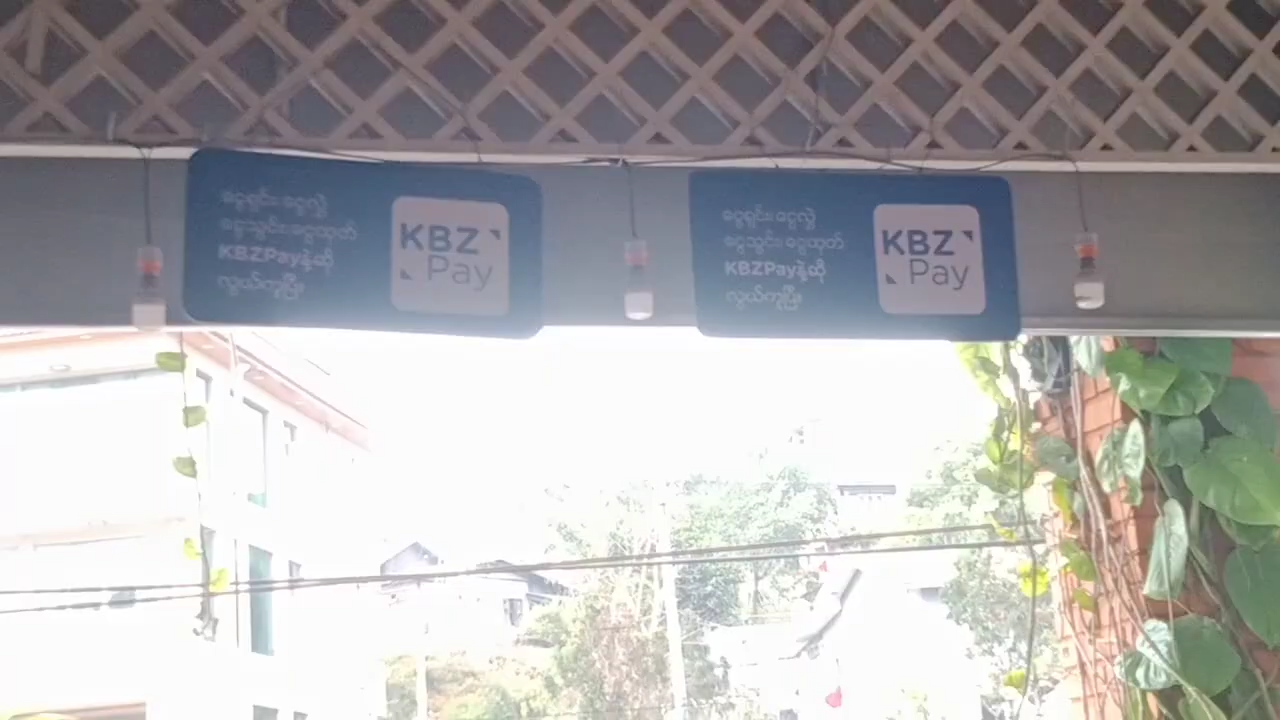 ငွေရှင်း၊ ငွေလွှဲ
ငွေသွင်း၊ ငွေထုတ်
KBZPayနဲ့ဆို
လွယ်ကူပြီ။
KBZ
Pay
ငွေရှင်း၊ ငွေလွှဲ
ငွေသွင်း၊ ငွေထုတ်
KBZPayနဲ့ဆို
လွယ်ကူပြီ။
KBZ
Pay